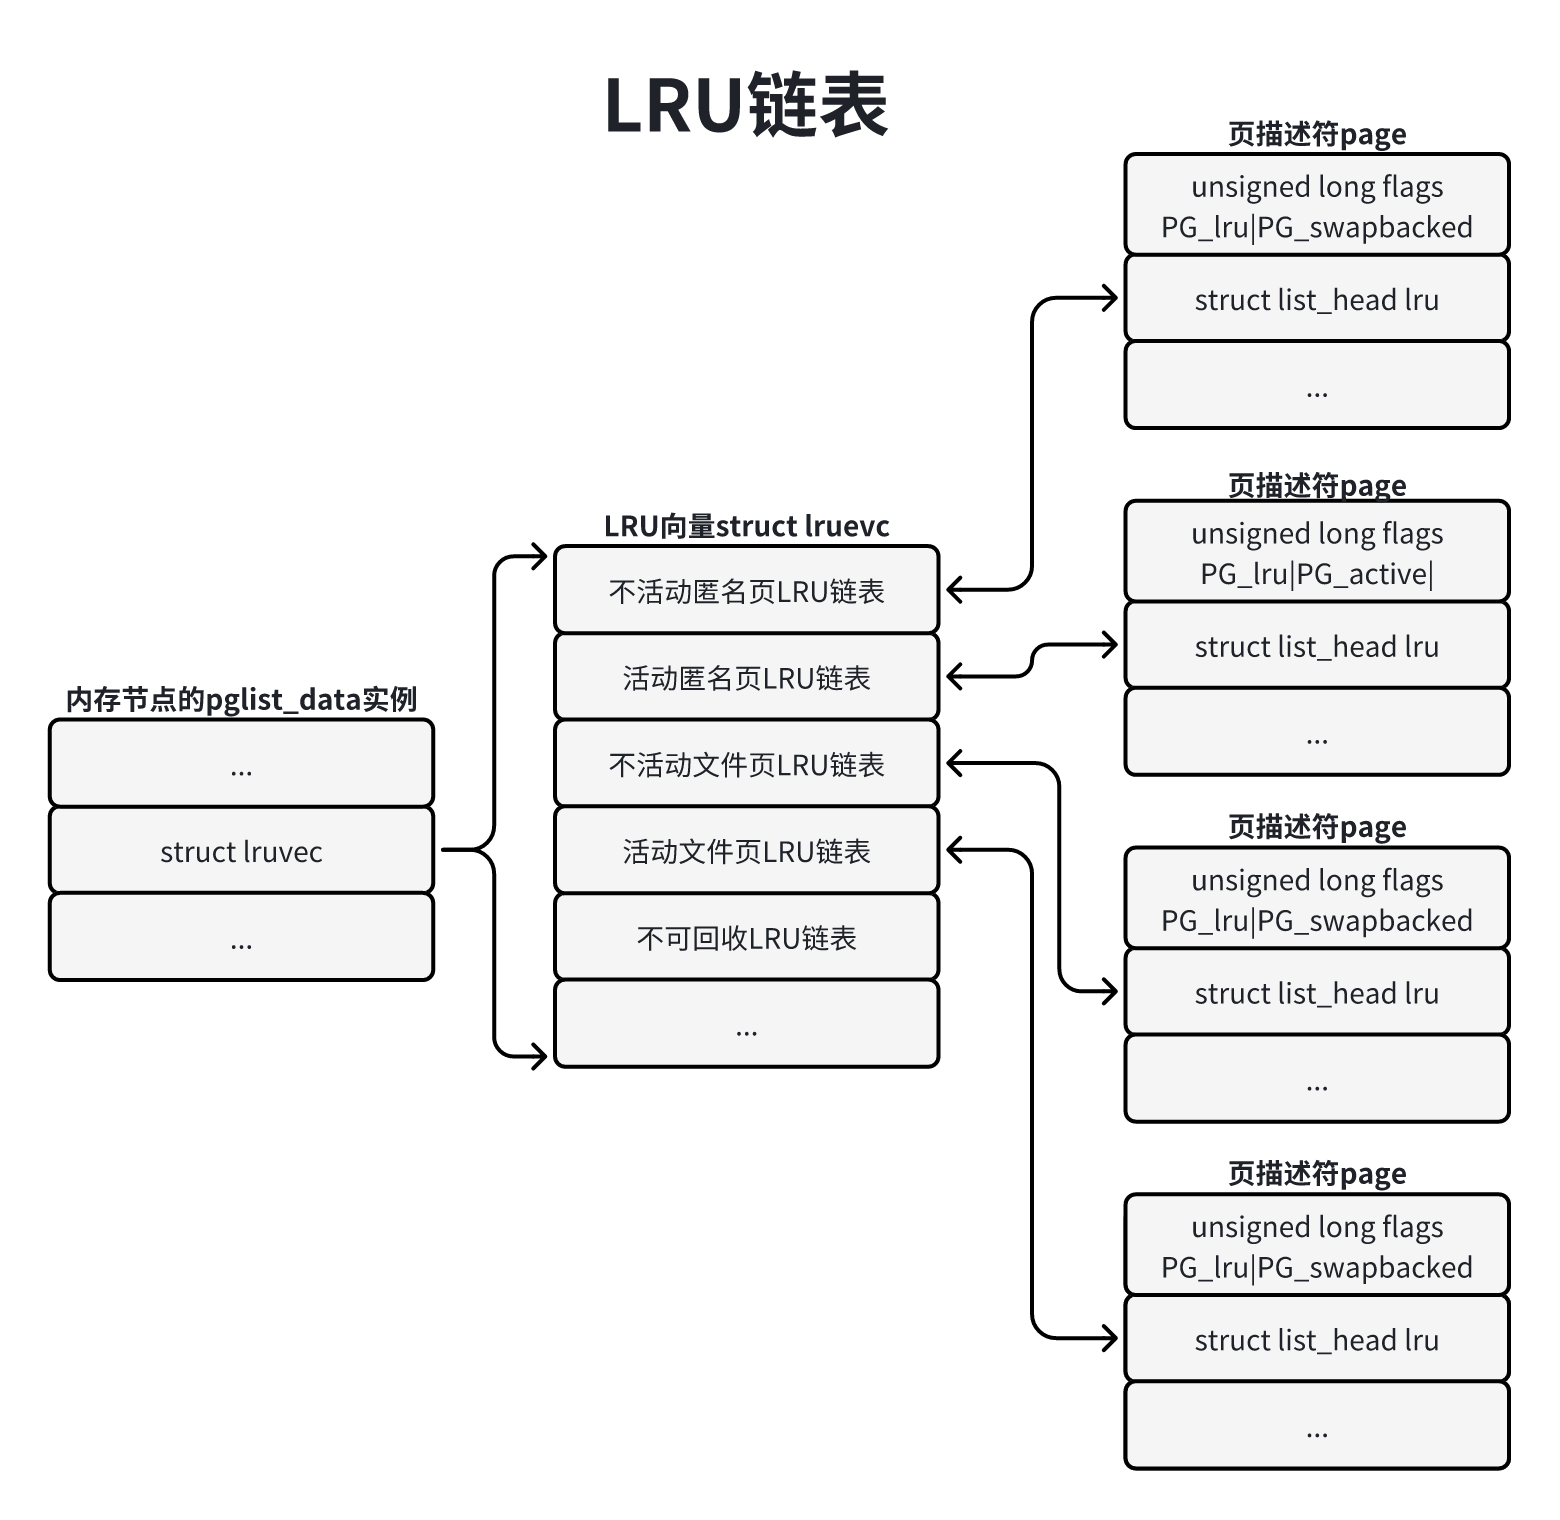 LRU链表
内存节点的pglist_data实例
...
struct lruvec
...
LRU向量struct lruevc
不活动匿名页LRU链表
活动匿名页LRU链表
不活动文件页LRU链表
活动文件页LRU链表
不可回收LRU链表
...
页描述符page
unsigned long flags
PG_lru|PG_swapbacked
struct list_head lru
...
页描述符page
unsigned long flags
PG_lru|PG_active|
struct list_head lru
...
页描述符page
unsigned long flags
PG_lru|PG_swapbacked
struct list_head lru
...
页描述符page
unsigned long flags
PG_lru|PG_swapbacked
struct list_head lru
...